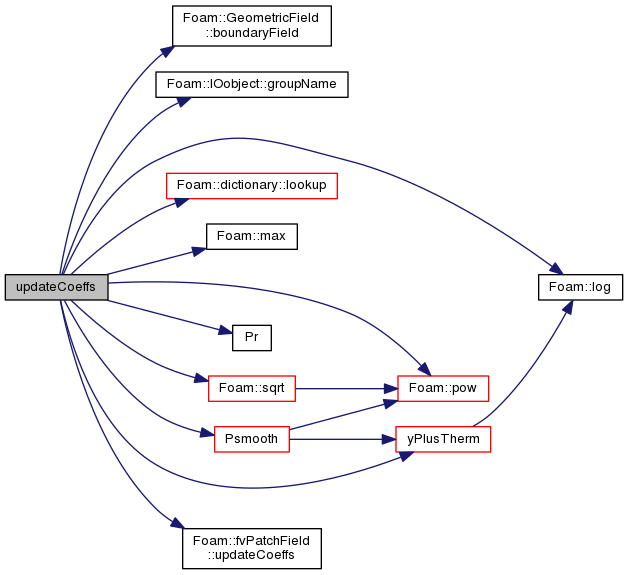 Foam::GeometricField
::boundaryField
Foam::IOobject::groupName
Foam::dictionary::lookup
Foam::max
updateCoeffs
Foam::log
Pr
Foam::sqrt
Foam::pow
Psmooth
yPlusTherm
Foam::fvPatchField
::updateCoeffs